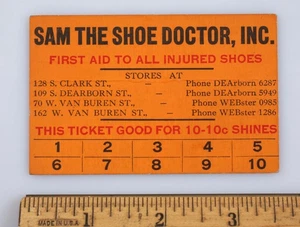 SAM THE SHOE DOCTOR, INC.
FIRST AID TO ALL INJURED SHOES
STORES AT
128 S. CLARK ST., — Phone DEArborn 6287
109 S. DEARBORN ST., — Phone DEArborn 5949
70 W. VAN BUREN ST., — Phone WEBster 0985
162 W. VAN BUREN ST., — Phone WEBster 1286
THIS TICKET GOOD FOR 10-10c SHINES
1 2 3 4 5
6 7 8 9 10
1 2 3
MADE IN U.S.A.